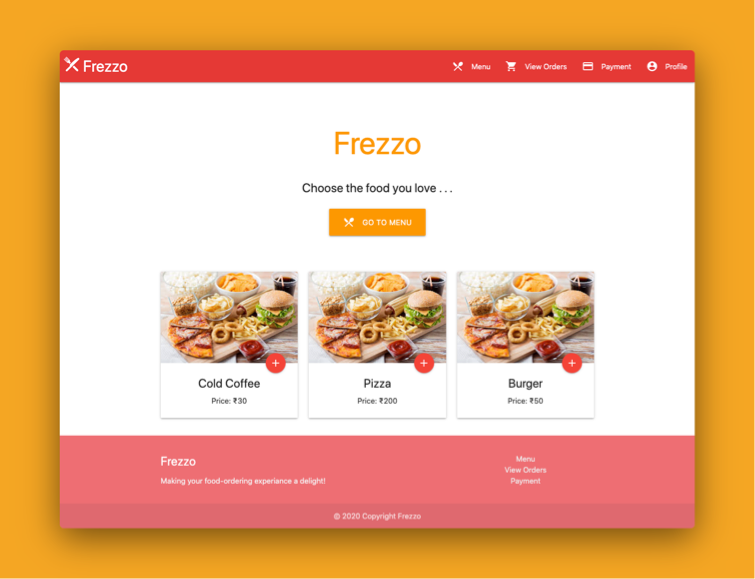 Frezzo
Menu
View Orders
Payment
Profile
Frezzo
Choose the food you love . . .
GO TO MENU
Cold Coffee
Price: ₹30
Pizza
Price: ₹200
Burger
Price: ₹50
Frezzo
Making your food-ordering experiance a delight!
Menu
View Orders
Payment
© 2020 Copyright Frezzo